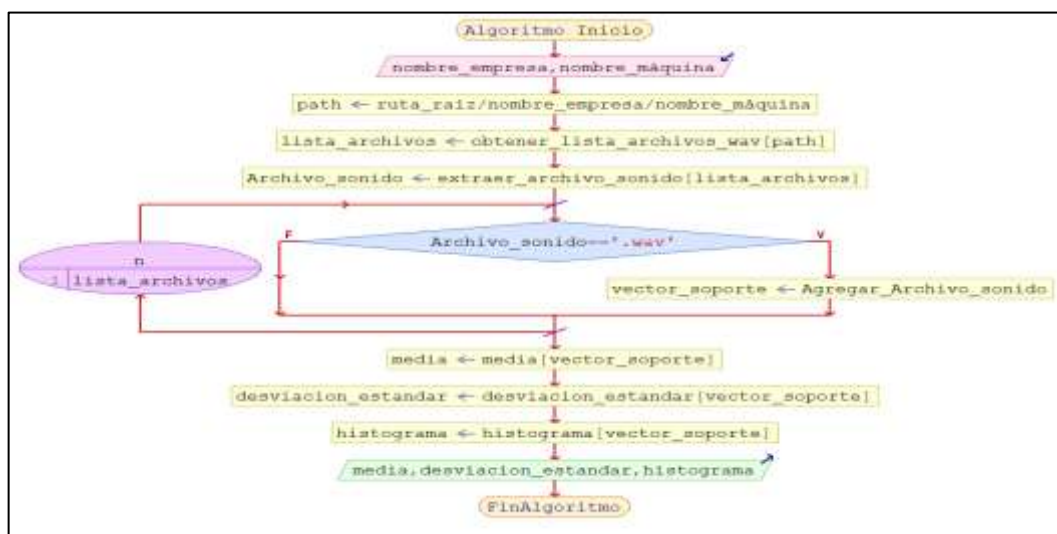 Algoritmo Inicio
nombre_empresa,nombre_máquina
path ← ruta_raiz/nombre_empresa/nombre_máquina
lista_archivos ← obtener_lista_archivos_wav[path]
Archivo_sonido ← extraer_archivo_sonido[lista_archivos]
F
Archivo_sonido=='.wav'
V
n
1 lista_archivos
vector_soporte ← Agregar_Archivo_sonido
media ← media[vector_soporte]
desviacion_estandar ← desviacion_estandar[vector_soporte]
histograma ← histograma[vector_soporte]
media,desviacion_estandar,histograma
FinAlgoritmo